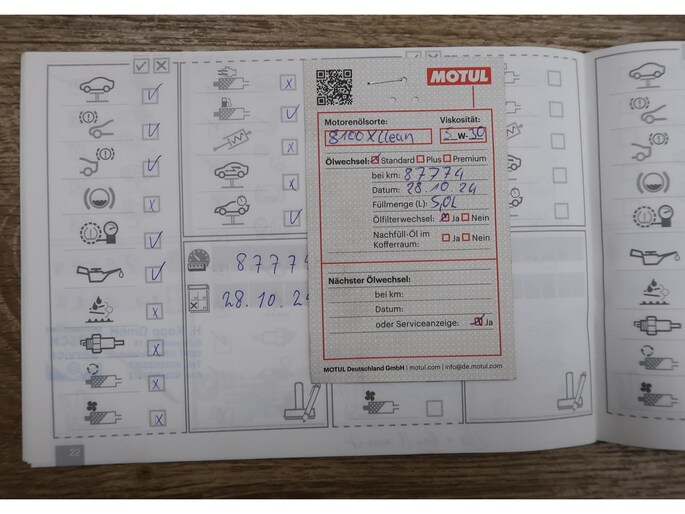 MOTUL
Motorenölsorte:
Viskosität:
8100 X Clean
5 W- 30
Ölwechsel: Standard Plus Premium
bei km: 87774
Datum: 28.10.24
Füllmenge (L): 5,0L
Ölfilterwechsel: Ja Nein
Nachfüll-Öl im
Kofferraum: Ja Nein
Nächster Ölwechsel:
bei km:
Datum:
oder Serviceanzeige: Ja
MOTUL Deutschland GmbH | motul.com | info@de.motul.com
87774
28.10.24
22